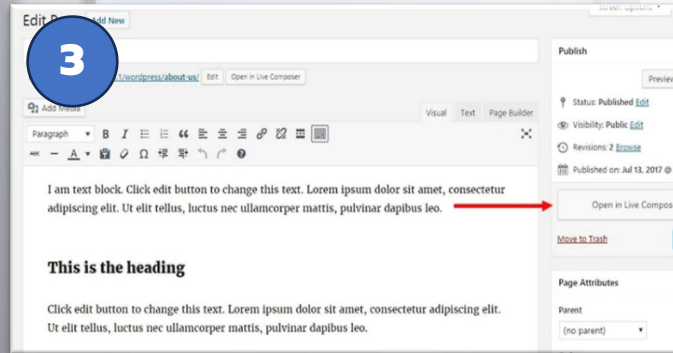 Screen Options
Edit P
Add New
3
.1/wordpress/about-us/ Edit Open in Live Composer
Add Media
Visual Text Page Builder
Paragraph B I
ABC A Ω
I am text block. Click edit button to change this text. Lorem ipsum dolor sit amet, consectetur
adipiscing elit. Ut elit tellus, luctus nec ullamcorper mattis, pulvinar dapibus leo.
This is the heading
Click edit button to change this text. Lorem ipsum dolor sit amet, consectetur adipiscing elit.
Ut elit tellus, luctus nec ullamcorper mattis, pulvinar dapibus leo.
Publish
Preview
Status: Published Edit
Visibility: Public Edit
Revisions: 2 Browse
Published on: Jul 13, 2017 @
Open in Live Compos
Move to Trash
Page Attributes
Parent
(no parent)